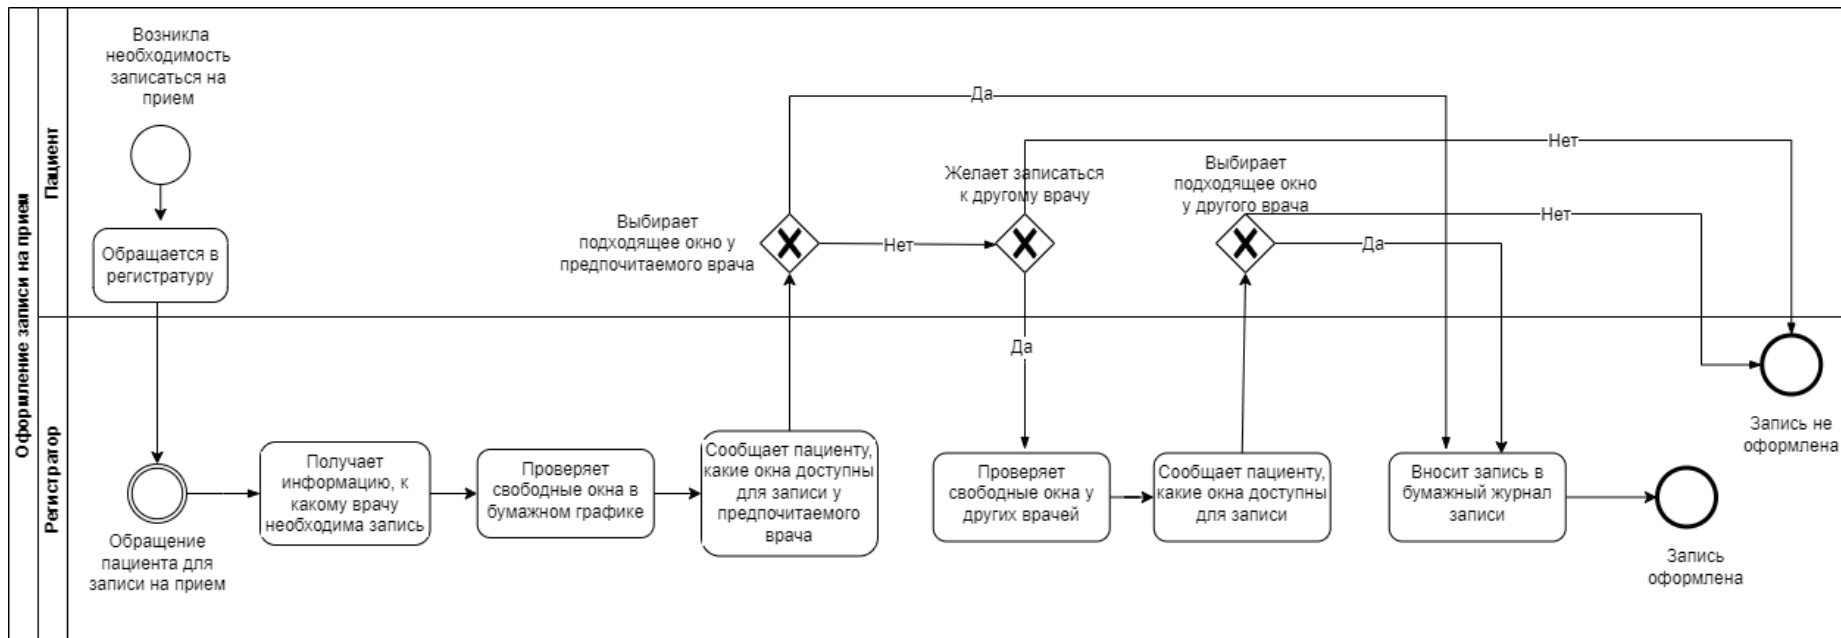 Оформление записи на прием
Пациент
Возникла
необходимость
записаться на
прием
Обращается в
регистратуру
Выбирает
подходящее окно у
предпочитаемого врача
Да
Нет
Желает записаться
к другому врачу
Нет
Да
Выбирает
подходящее окно
у другого врача
Нет
Да
Регистратор
Обращение
пациента для
записи на прием
Получает
информацию, к
какому врачу
необходима запись
Проверяет
свободные окна в
бумажном графике
Сообщает пациенту,
какие окна доступны
для записи у
предпочитаемого
врача
Проверяет
свободные окна у
других врачей
Сообщает пациенту,
какие окна доступны
для записи
Вносит запись в
бумажный журнал
записи
Запись
оформлена
Запись не
оформлена